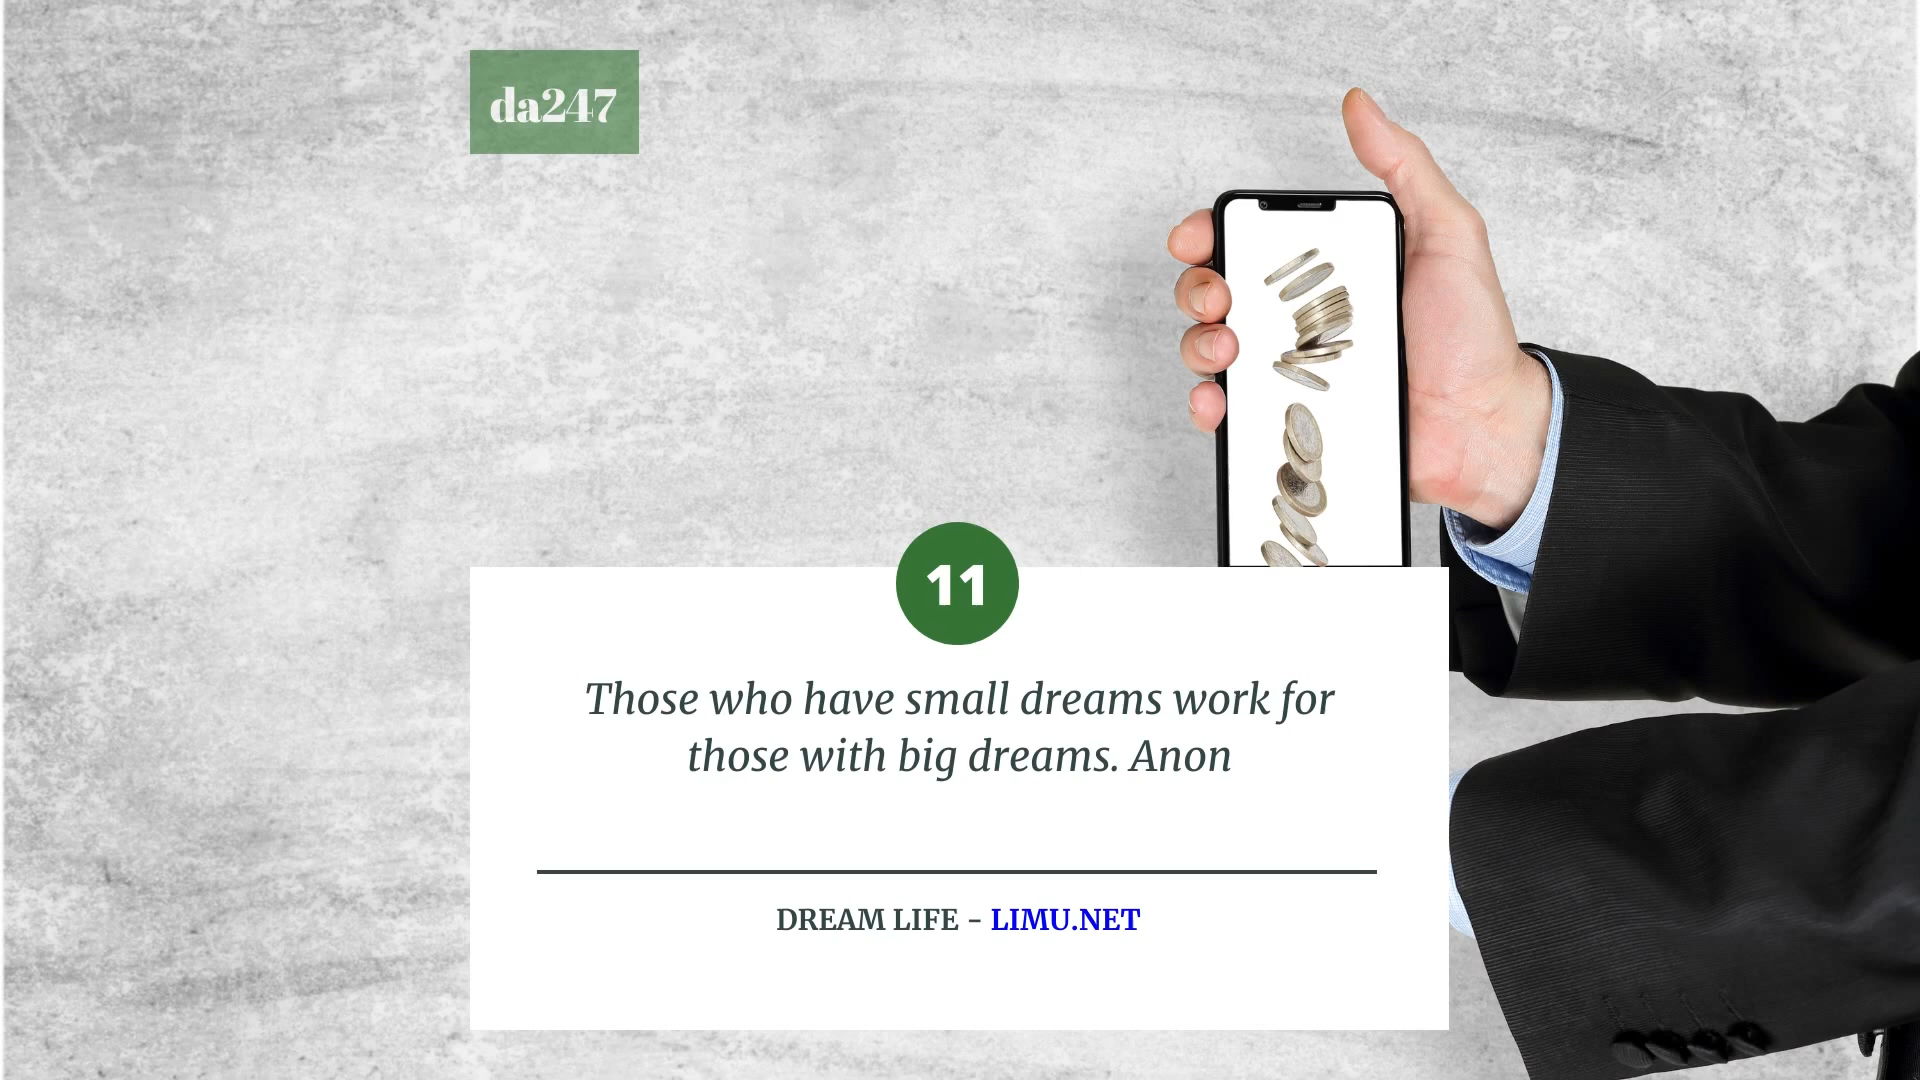 da247
11
Those who have small dreams work for
those with big dreams. Anon
DREAM LIFE – LIMU.NET